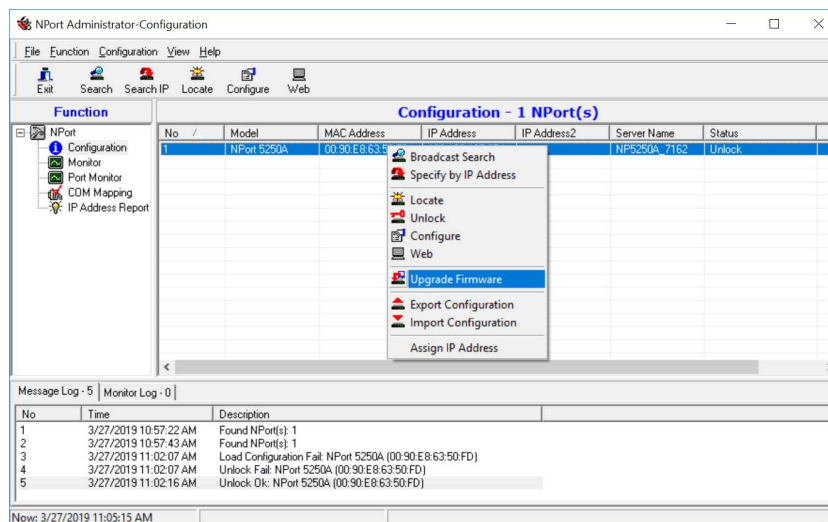 NPort Administrator-Configuration
File Function Configuration View Help
Exit Search Search IP Locate Configure Web
Function
Configuration - 1 NPort(s)
NPort
Configuration
Monitor
Port Monitor
COM Mapping
IP Address Report
No Model MAC Address IP Address IP Address2 Server Name Status
1 NPort 5250A 00:90:E8:63:5 NP5250A_7162 Unlock
Broadcast Search
Specify by IP Address
Locate
Unlock
Configure
Web
Upgrade Firmware
Export Configuration
Import Configuration
Assign IP Address
Message Log - 5 Monitor Log - 0
No Time Description
1 3/27/2019 10:57:22 AM Found NPort(s): 1
2 3/27/2019 10:57:43 AM Found NPort(s): 1
3 3/27/2019 11:02:07 AM Load Configuration Fail: NPort 5250A (00:90:E8:63:50:FD)
4 3/27/2019 11:02:07 AM Unlock Fail: NPort 5250A (00:90:E8:63:50:FD)
5 3/27/2019 11:02:16 AM Unlock Ok: NPort 5250A (00:90:E8:63:50:FD)
Now: 3/27/2019 11:05:15 AM